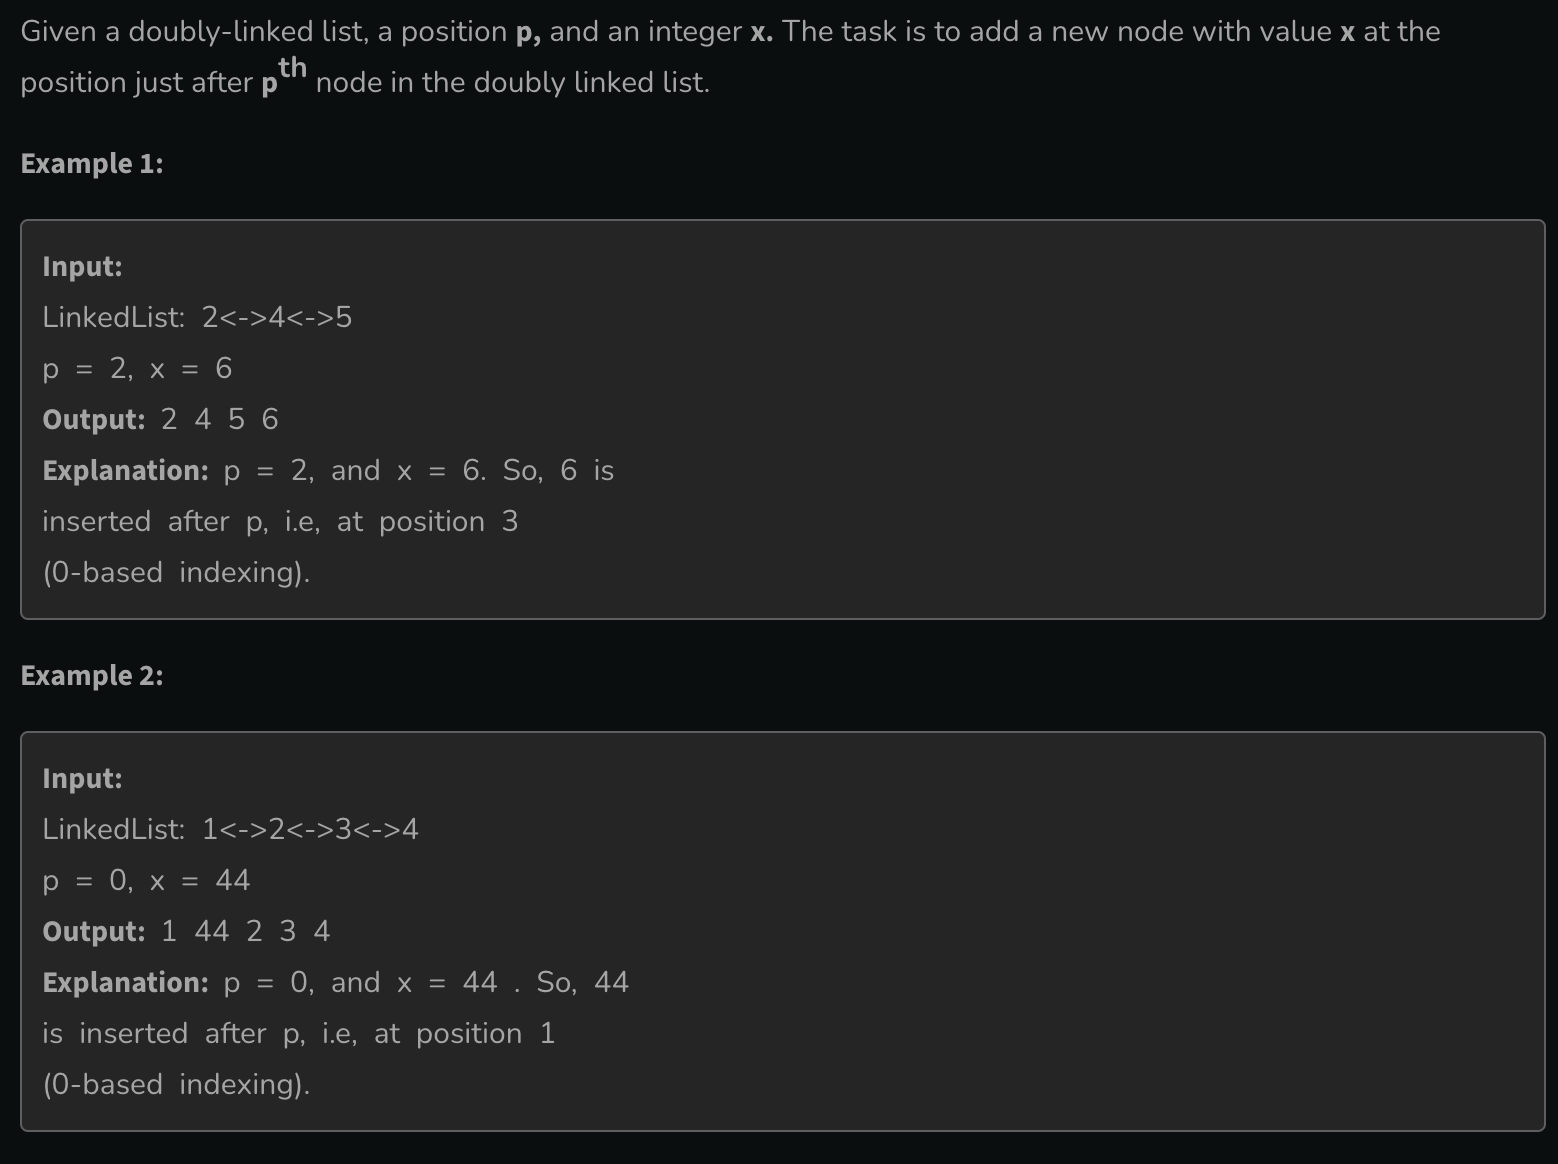 Given a doubly-linked list, a position p, and an integer x. The task is to add a new node with value x at the
position just after pth node in the doubly linked list.
Example 1:
Input:
LinkedList: 2<->4<->5
p = 2, x = 6
Output: 2 4 5 6
Explanation: p = 2, and x = 6. So, 6 is
inserted after p, i.e, at position 3
(0-based indexing).
Example 2:
Input:
LinkedList: 1<->2<->3<->4
p = 0, x = 44
Output: 1 44 2 3 4
Explanation: p = 0, and x = 44 . So, 44
is inserted after p, i.e, at position 1
(0-based indexing).